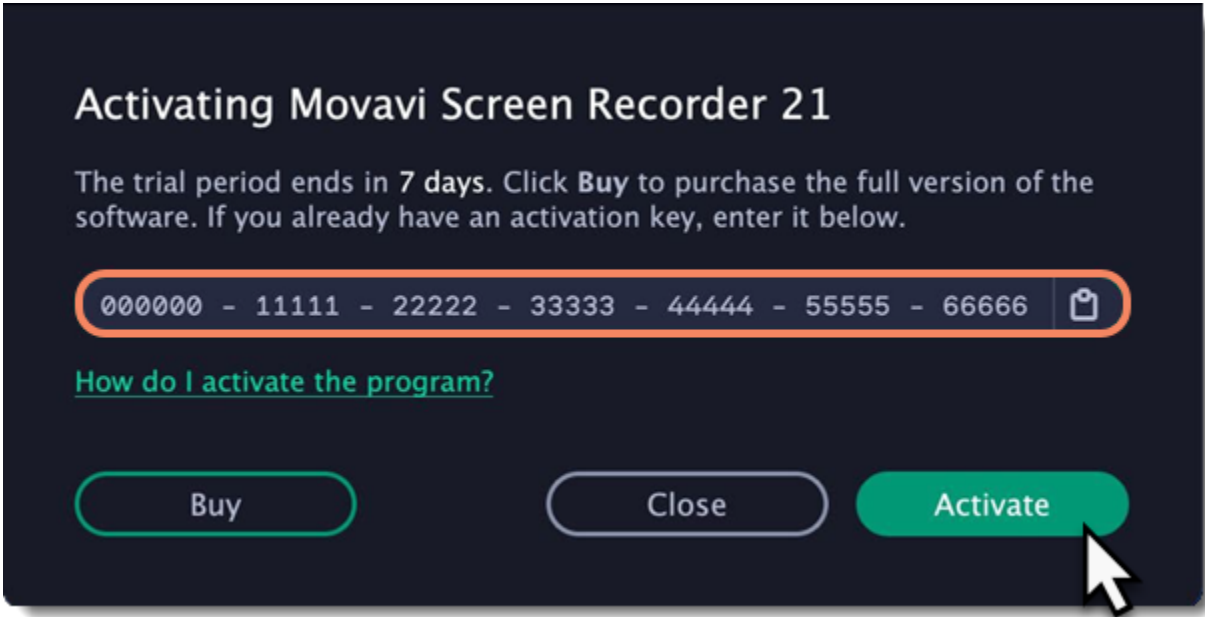 Activating Movavi Screen Recorder 21
The trial period ends in 7 days. Click Buy to purchase the full version of the
software. If you already have an activation key, enter it below.
000000 - 11111 - 22222 - 33333 - 44444 - 55555 - 66666
How do I activate the program?
Buy
Close
Activate